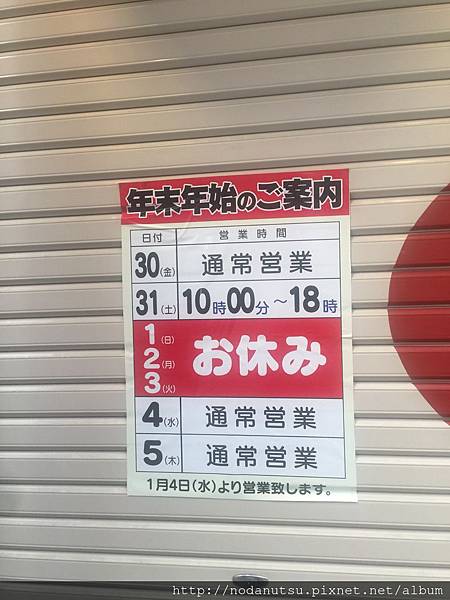 年末年始のご案内
日付 営業時間
30(金) 通常営業
31(土) 10時00分～18時
1(日)
2(月) お休み
3(火)
4(水) 通常営業
5(木) 通常営業
1月4日(水)より営業致します。
http://nodanutsu.pixnet.net/album